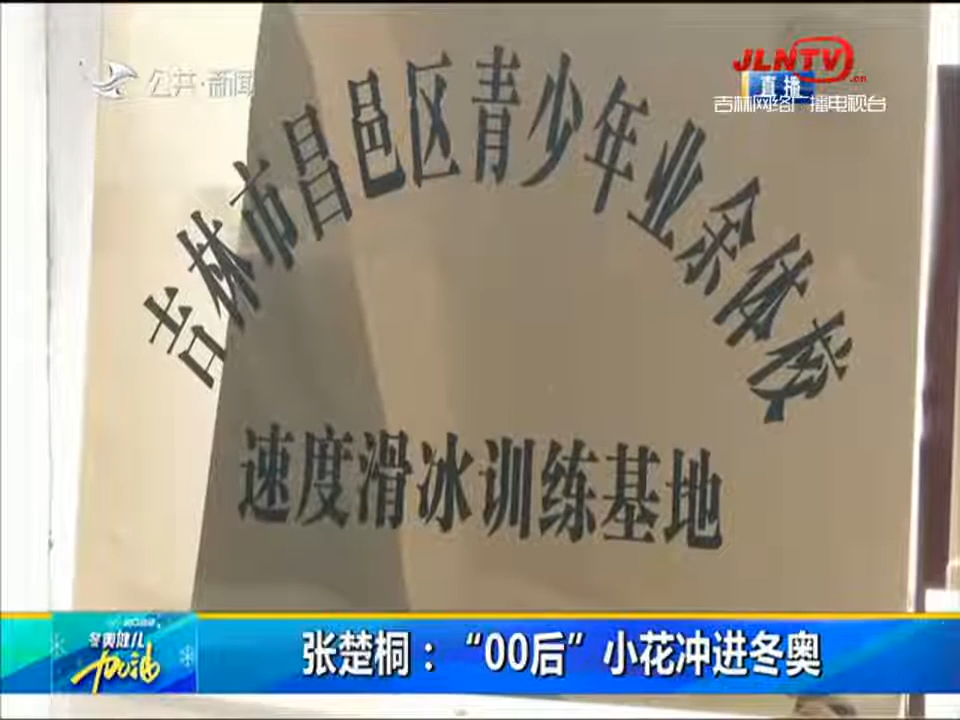 公共·新闻
JLNTV.cn
直播
吉林网络广播电视台
吉林市昌邑区青少年业余体校
速度滑冰训练基地
冬奥健儿
加油
张楚桐：“00后”小花冲进冬奥